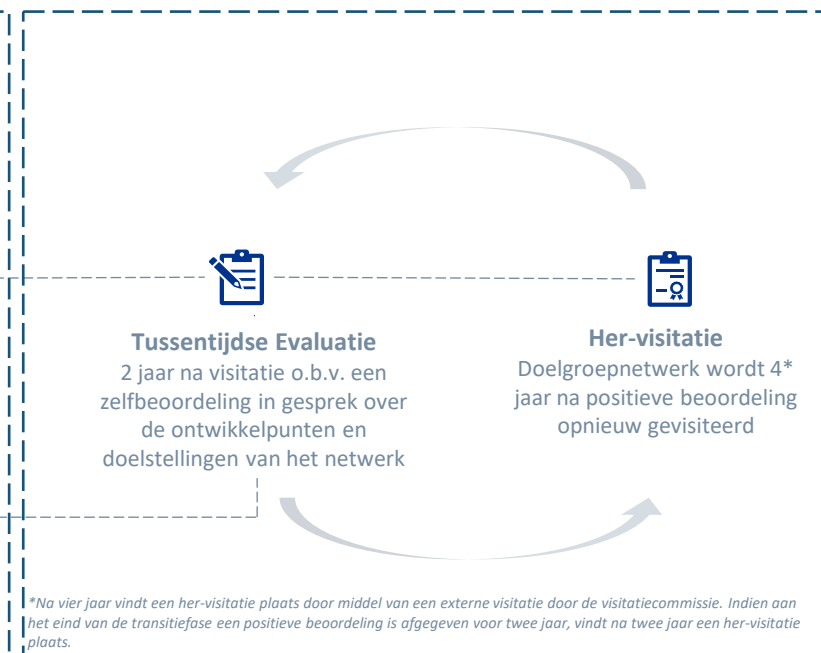 Tussentijdse Evaluatie
2 jaar na visitatie o.b.v. een
zelfbeoordeling in gesprek over
de ontwikkelpunten en
doelstellingen van het netwerk
Her-visitatie
Doelgroepnetwerk wordt 4*
jaar na positieve beoordeling
opnieuw gevisiteerd
*Na vier jaar vindt een her-visitatie plaats door middel van een externe visitatie door de visitatiecommissie. Indien aan
het eind van de transitiefase een positieve beoordeling is afgegeven voor twee jaar, vindt na twee jaar een her-visitatie
plaats.